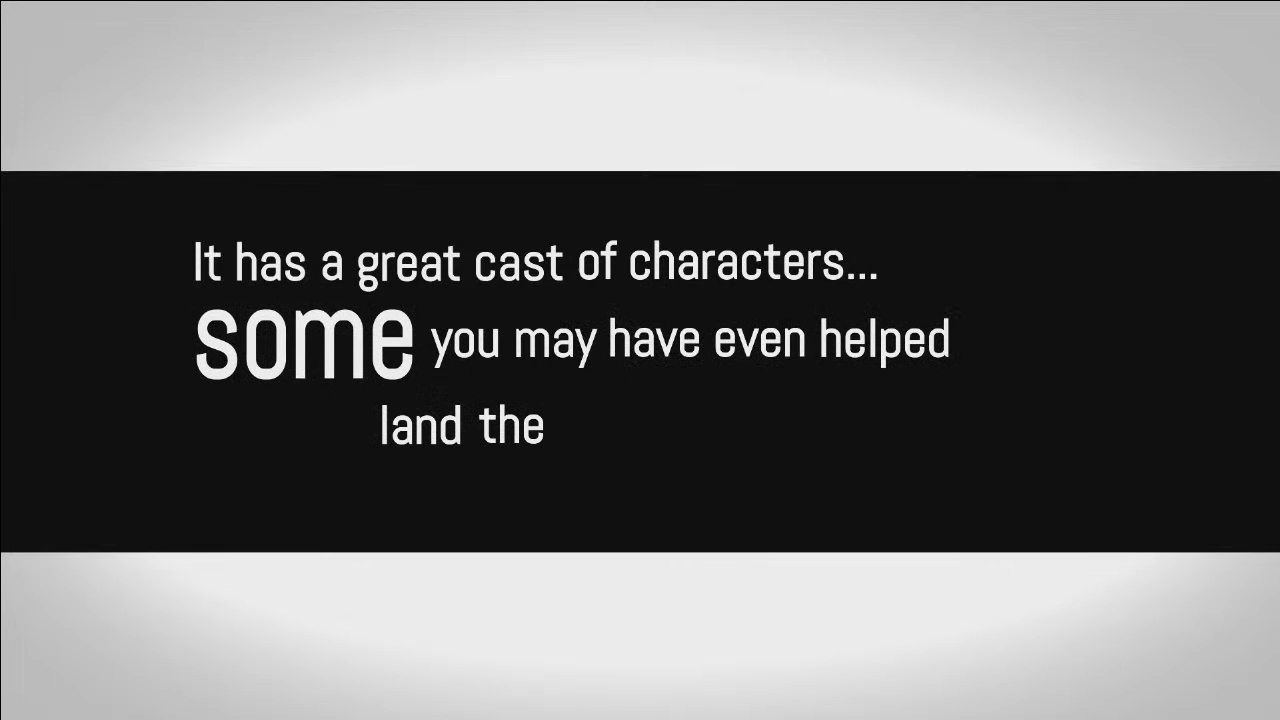 It has a great cast of characters...
some you may have even helped
land the